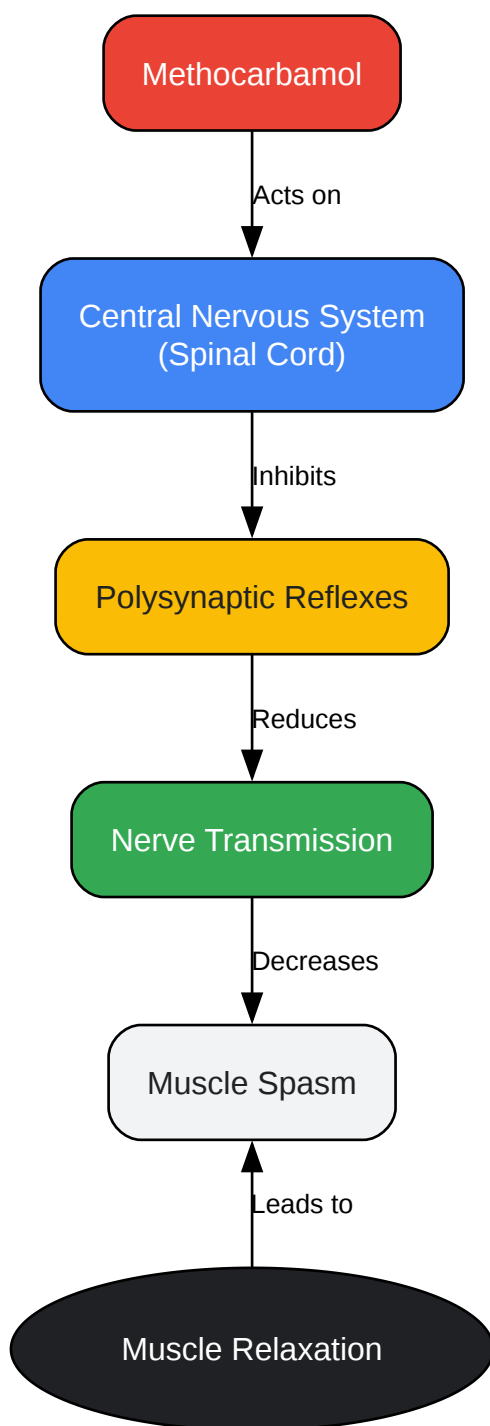 Methocarbamol
Acts on
Central Nervous System
(Spinal Cord)
Inhibits
Polysynaptic Reflexes
Reduces
Nerve Transmission
Decreases
Muscle Spasm
Leads to
Muscle Relaxation